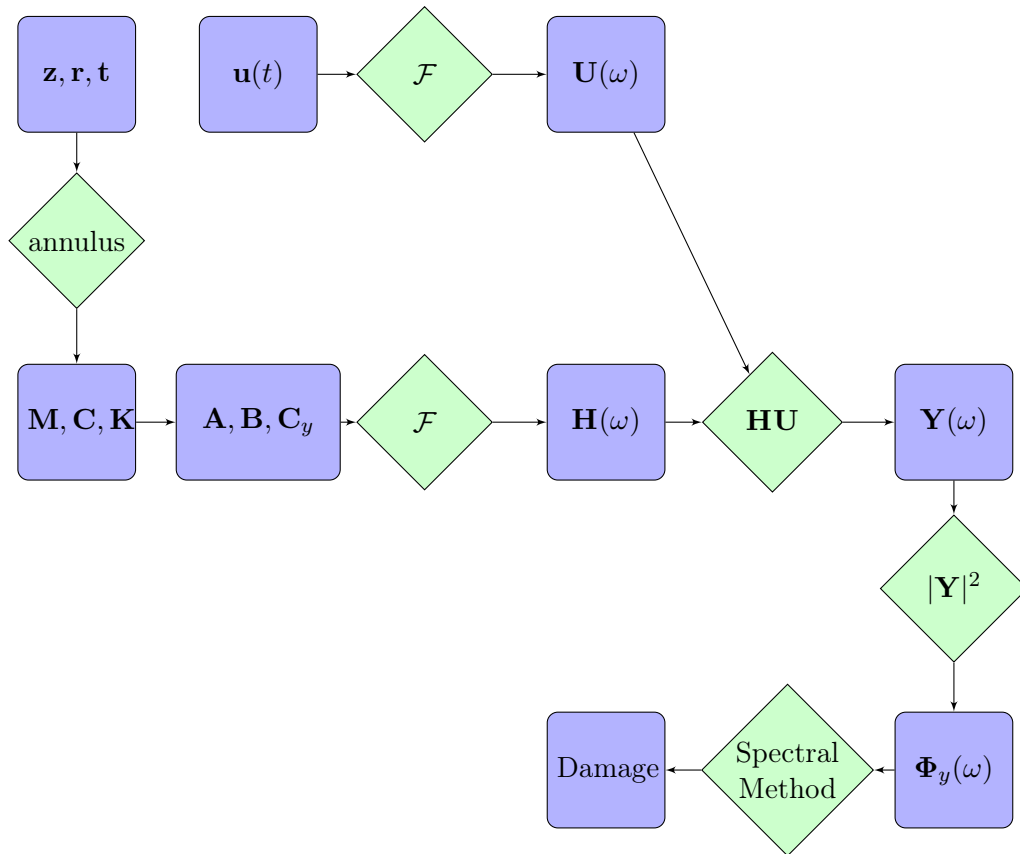 z, r, t
u(t)
ℱ
U(ω)
annulus
M, C, K
A, B, C_y
ℱ
H(ω)
HU
Y(ω)
|Y|²
Damage
Spectral
Method
Φ_y(ω)